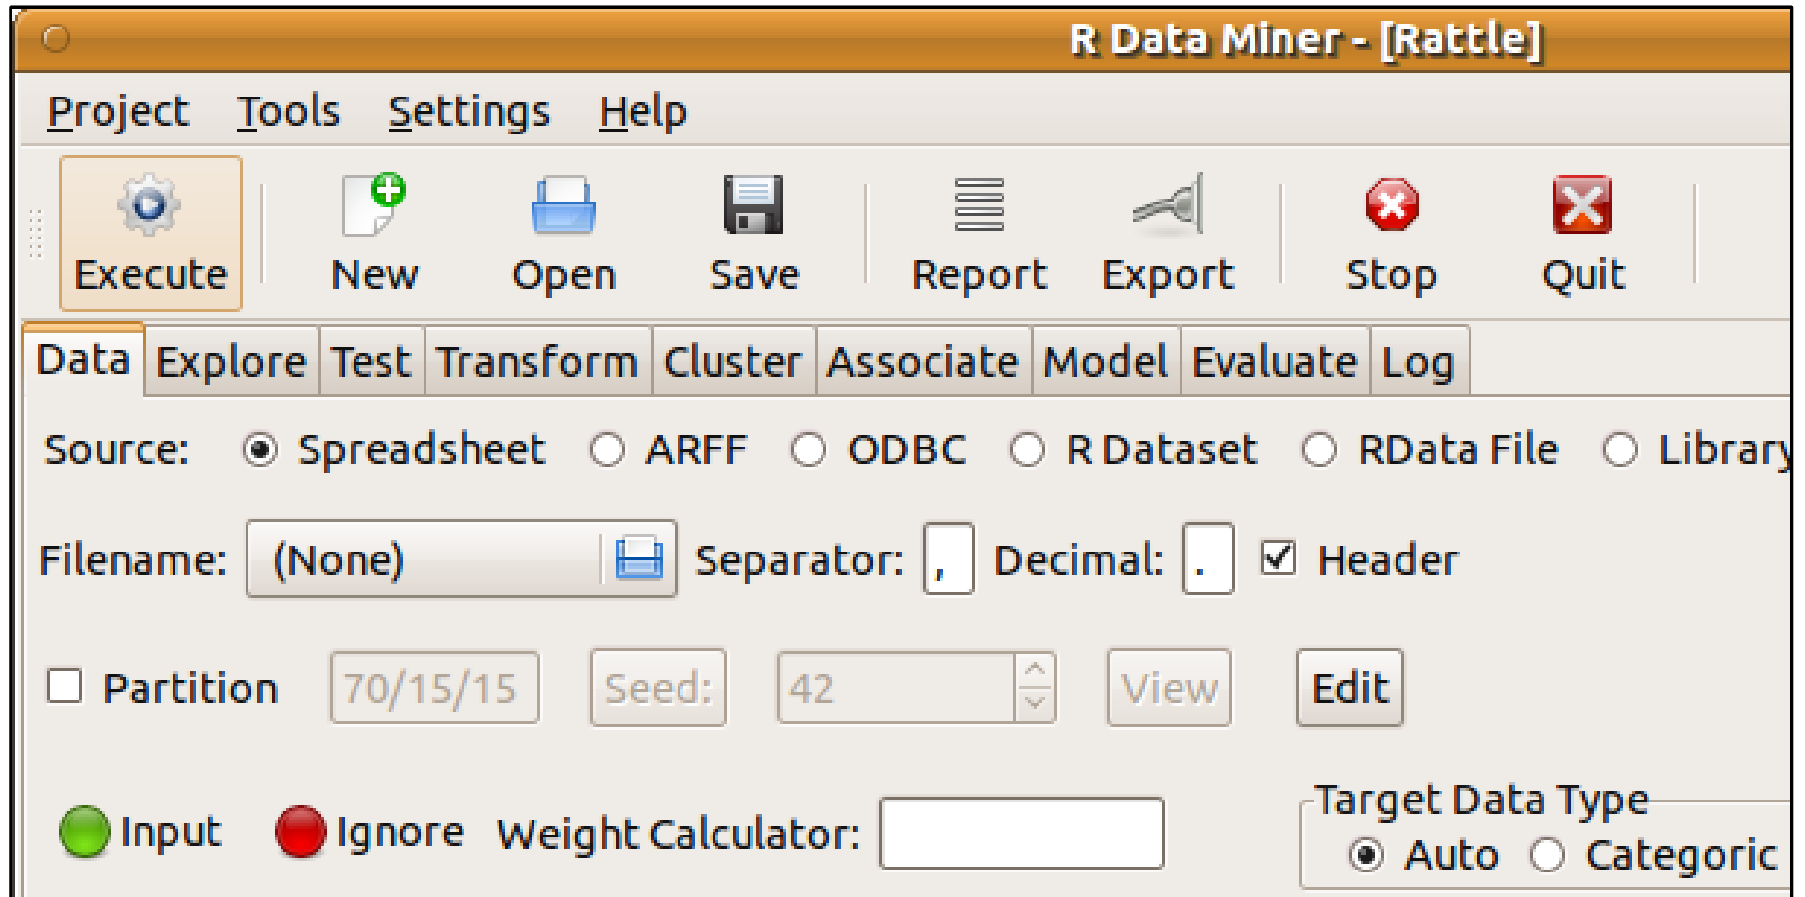 R Data Miner - [Rattle]
Project Tools Settings Help
Execute New Open Save Report Export Stop Quit
Data Explore Test Transform Cluster Associate Model Evaluate Log
Source: Spreadsheet ARFF ODBC R Dataset RData File Library
Filename: (None) Separator: , Decimal: . Header
Partition 70/15/15 Seed: 42 View Edit
Target Data Type
Input Ignore Weight Calculator:
Auto Categoric